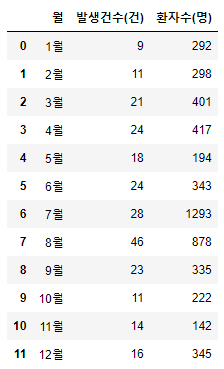 월 발생건수(건) 환자수(명)
0 1월 9 292
1 2월 11 298
2 3월 21 401
3 4월 24 417
4 5월 18 194
5 6월 24 343
6 7월 28 1293
7 8월 46 878
8 9월 23 335
9 10월 11 222
10 11월 14 142
11 12월 16 345